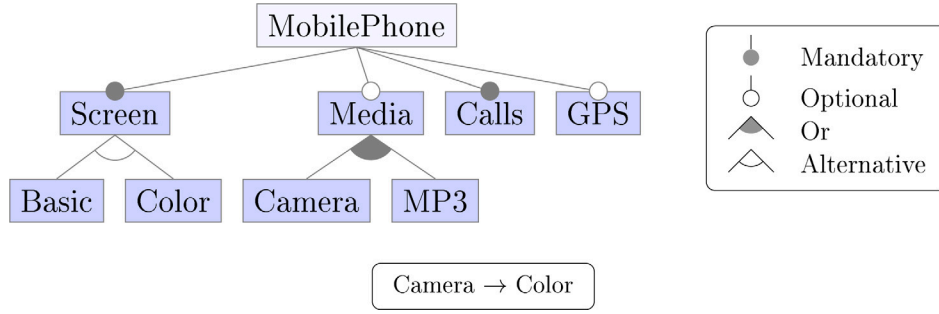 MobilePhone
Screen Media Calls GPS
Basic Color Camera MP3
Camera → Color
Mandatory
Optional
Or
Alternative